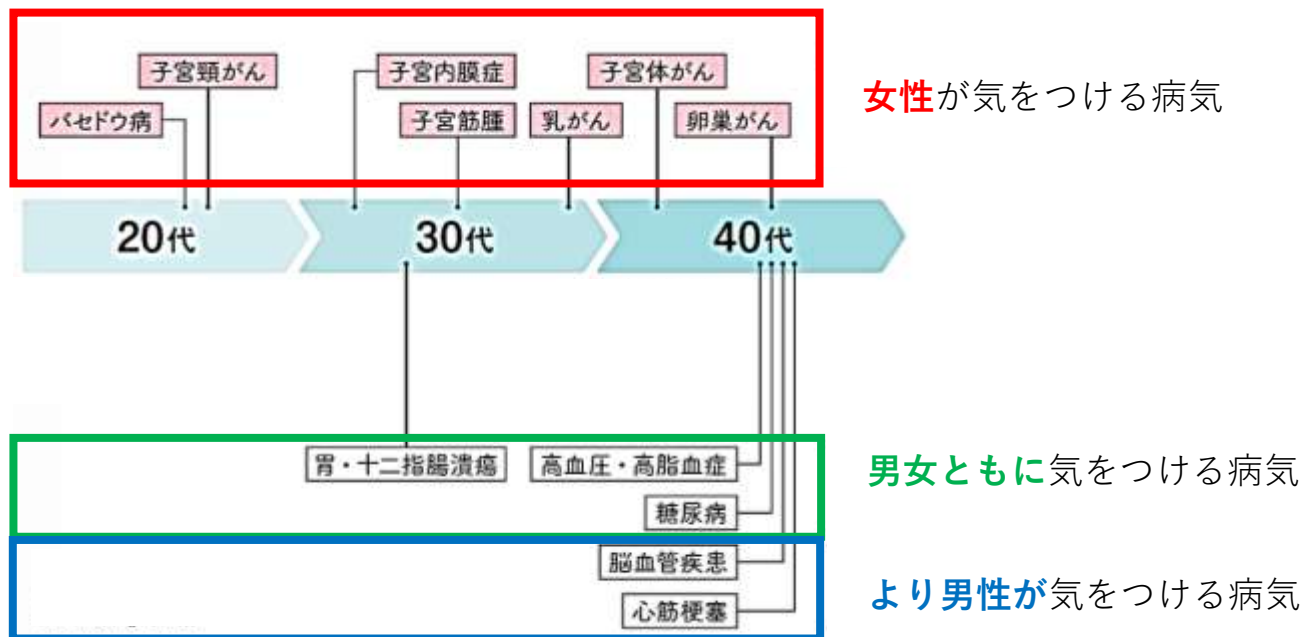 子宮頸がん
子宮内膜症
子宮体がん
女性が気をつける病気
バセドウ病
子宮筋腫
乳がん
卵巣がん
20代
30代
40代
胃・十二指腸潰瘍
高血圧・高脂血症
男女ともに気をつける病気
糖尿病
脳血管疾患
より男性が気をつける病気
心筋梗塞